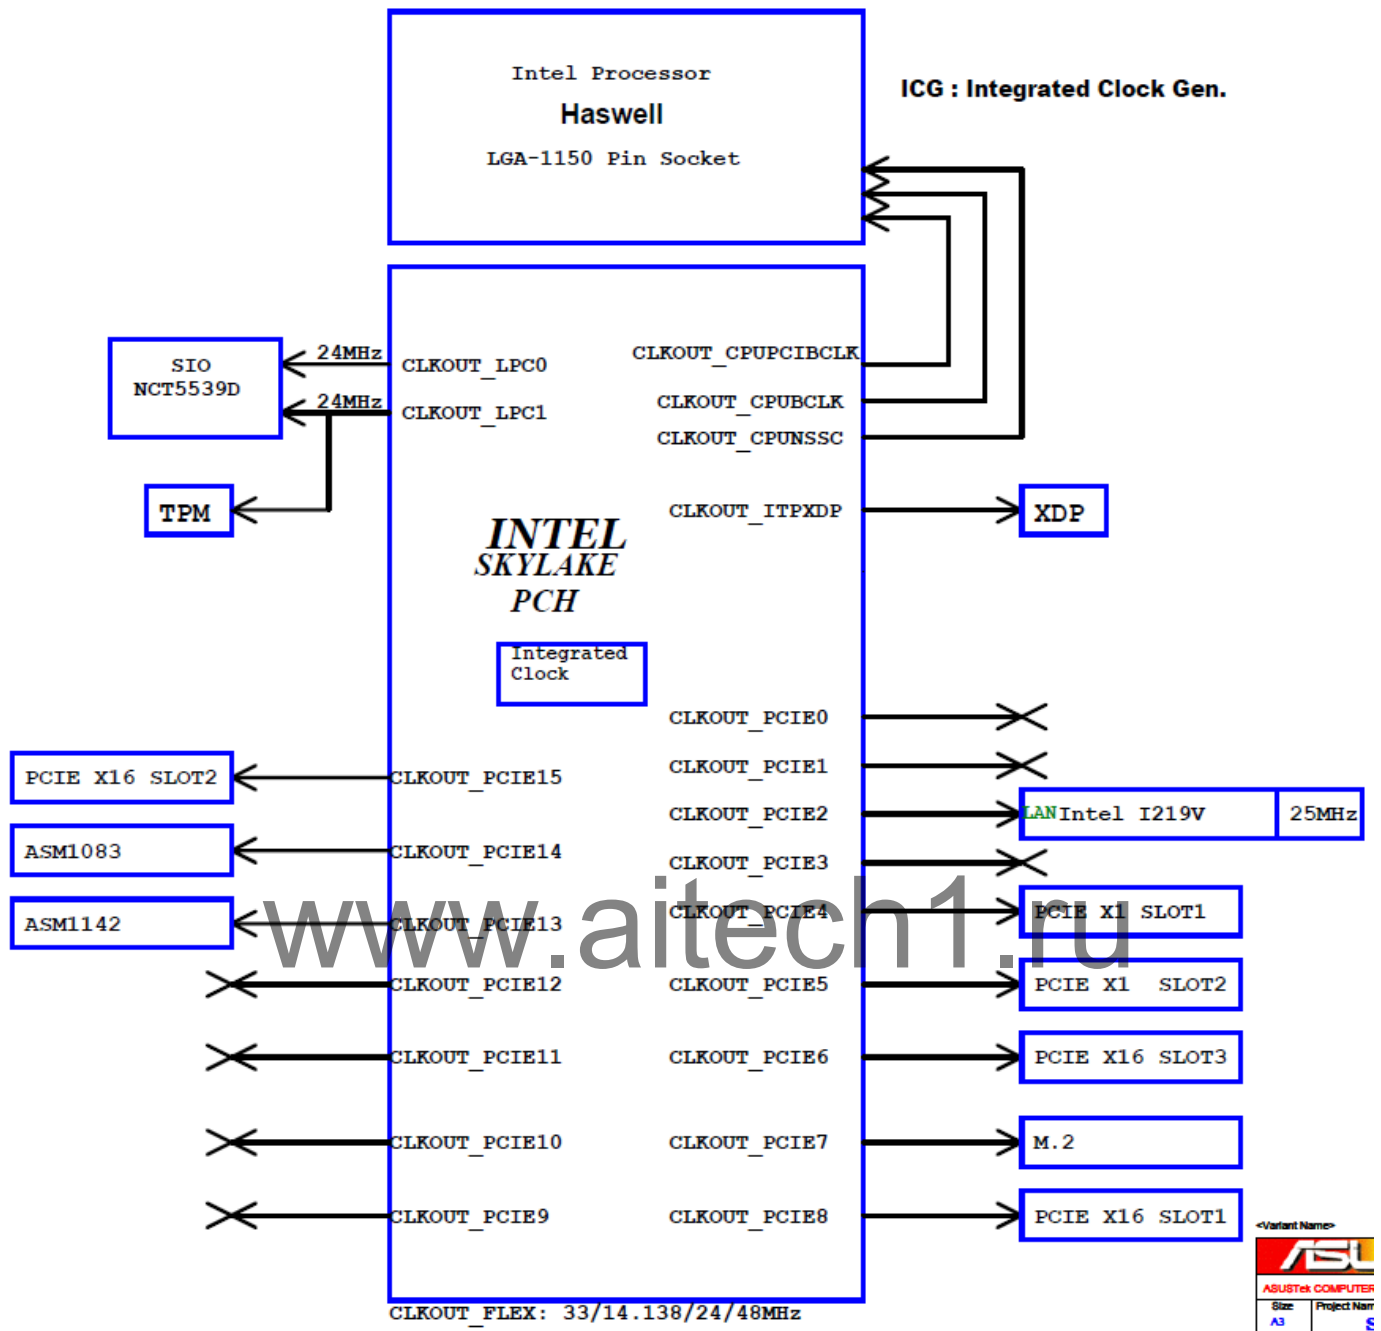 Intel Processor
Haswell
LGA-1150 Pin Socket
ICG : Integrated Clock Gen.
SIO
NCT5539D
24MHz
CLKOUT_LPC0
24MHz
CLKOUT_LPC1
TPM
CLKOUT_CPUPCIBCLK
CLKOUT_CPUBCLK
CLKOUT_CPUNSSC
CLKOUT_ITPXDP
XDP
INTEL
SKYLAKE
PCH
Integrated
Clock
CLKOUT_PCIE0
CLKOUT_PCIE1
PCIE X16 SLOT2
CLKOUT_PCIE15
CLKOUT_PCIE2
LAN Intel I219V
25MHz
ASM1083
CLKOUT_PCIE14
CLKOUT_PCIE3
ASM1142
CLKOUT_PCIE13
CLKOUT_PCIE4
PCIE X1 SLOT1
www.aitech1.ru
CLKOUT_PCIE12
CLKOUT_PCIE5
PCIE X1 SLOT2
CLKOUT_PCIE11
CLKOUT_PCIE6
PCIE X16 SLOT3
CLKOUT_PCIE10
CLKOUT_PCIE7
M.2
CLKOUT_PCIE9
CLKOUT_PCIE8
PCIE X16 SLOT1
CLKOUT_FLEX: 33/14.138/24/48MHz
<Variant Name>
ASUSTek COMPUTER
Size
A3